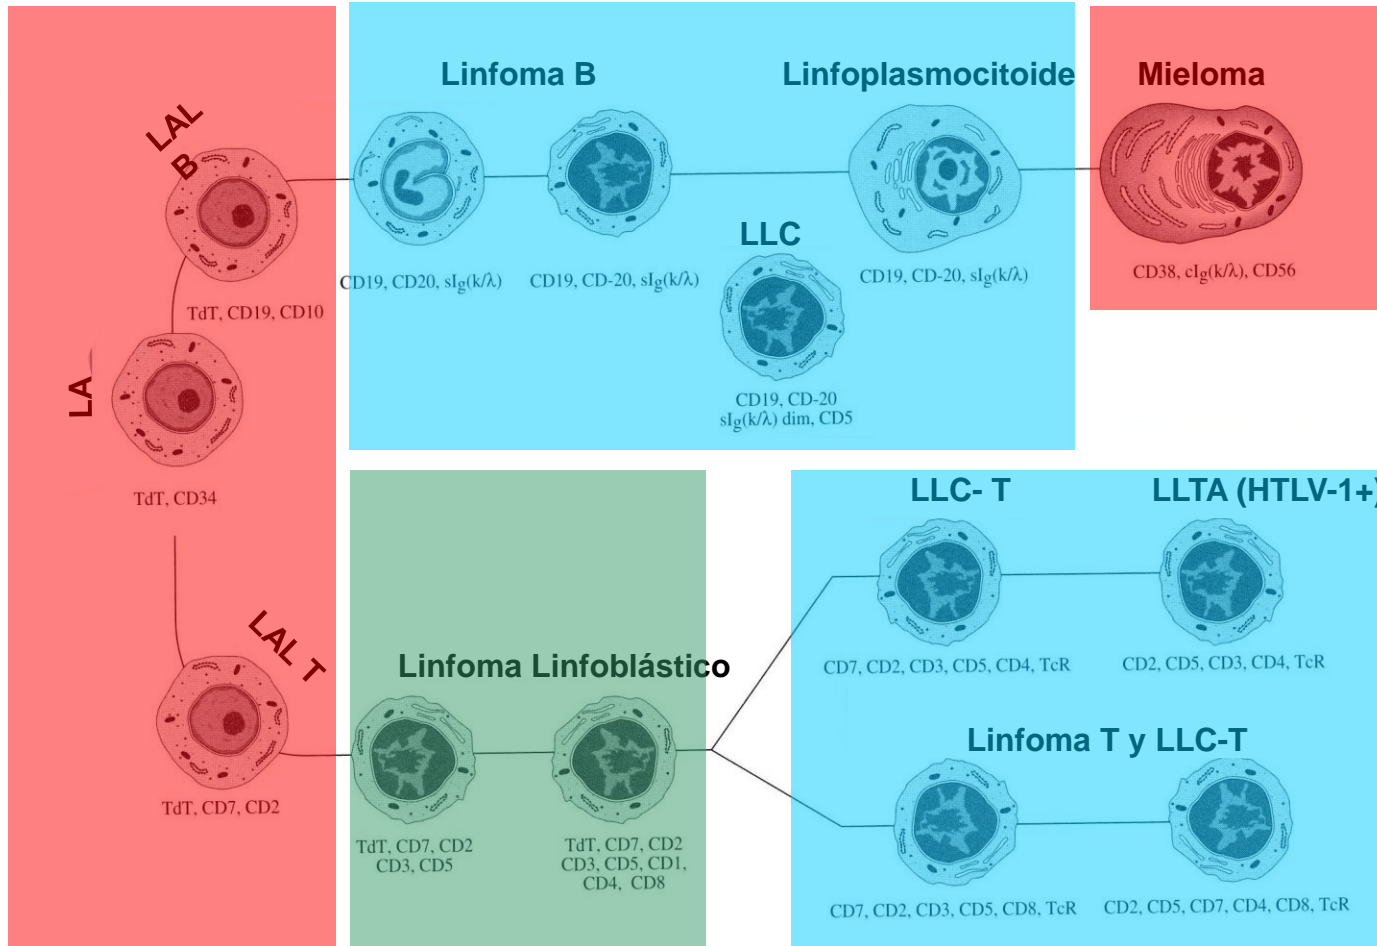 Linfoma B
Linfoplasmocitoide
Mieloma
LAL
B
CD19, CD20, sIg(k/λ)
CD19, CD-20, sIg(k/λ)
CD19, CD-20, sIg(k/λ)
CD38, cIg(k/λ), CD56
LLC
TdT, CD19, CD10
CD19, CD-20
sIg(k/λ) dim, CD5
LA
TdT, CD34
LLC- T
LLTA (HTLV-1+)
LAL T
Linfoma Linfoblástico
CD7, CD2, CD3, CD5, CD4, TcR
CD2, CD5, CD3, CD4, TcR
Linfoma T y LLC-T
TdT, CD7, CD2
TdT, CD7, CD2
CD3, CD5
TdT, CD7, CD2
CD3, CD5, CD1,
CD4, CD8
CD7, CD2, CD3, CD5, CD8, TcR
CD2, CD5, CD7, CD4, CD8, TcR